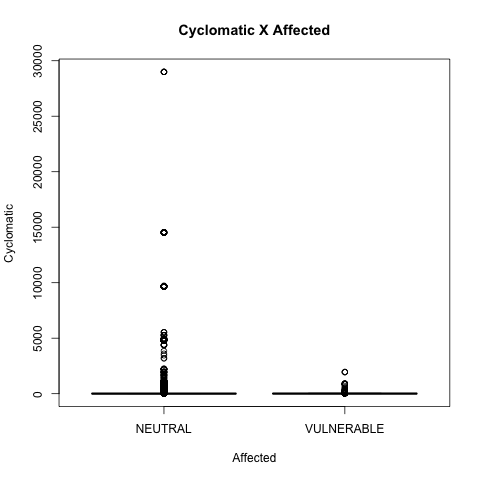 Cyclomatic X Affected
30000
25000
20000
15000
10000
5000
0
Cyclomatic
NEUTRAL VULNERABLE
Affected